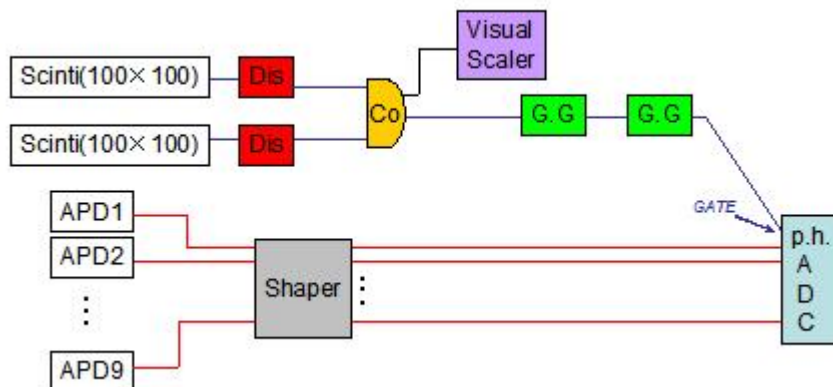 Visual
Scaler
Scinti(100×100)
Dis
Co
G.G
G.G
Scinti(100×100)
Dis
GATE
APD1
APD2
⋮
APD9
Shaper
⋮
p.h.
A
D
C